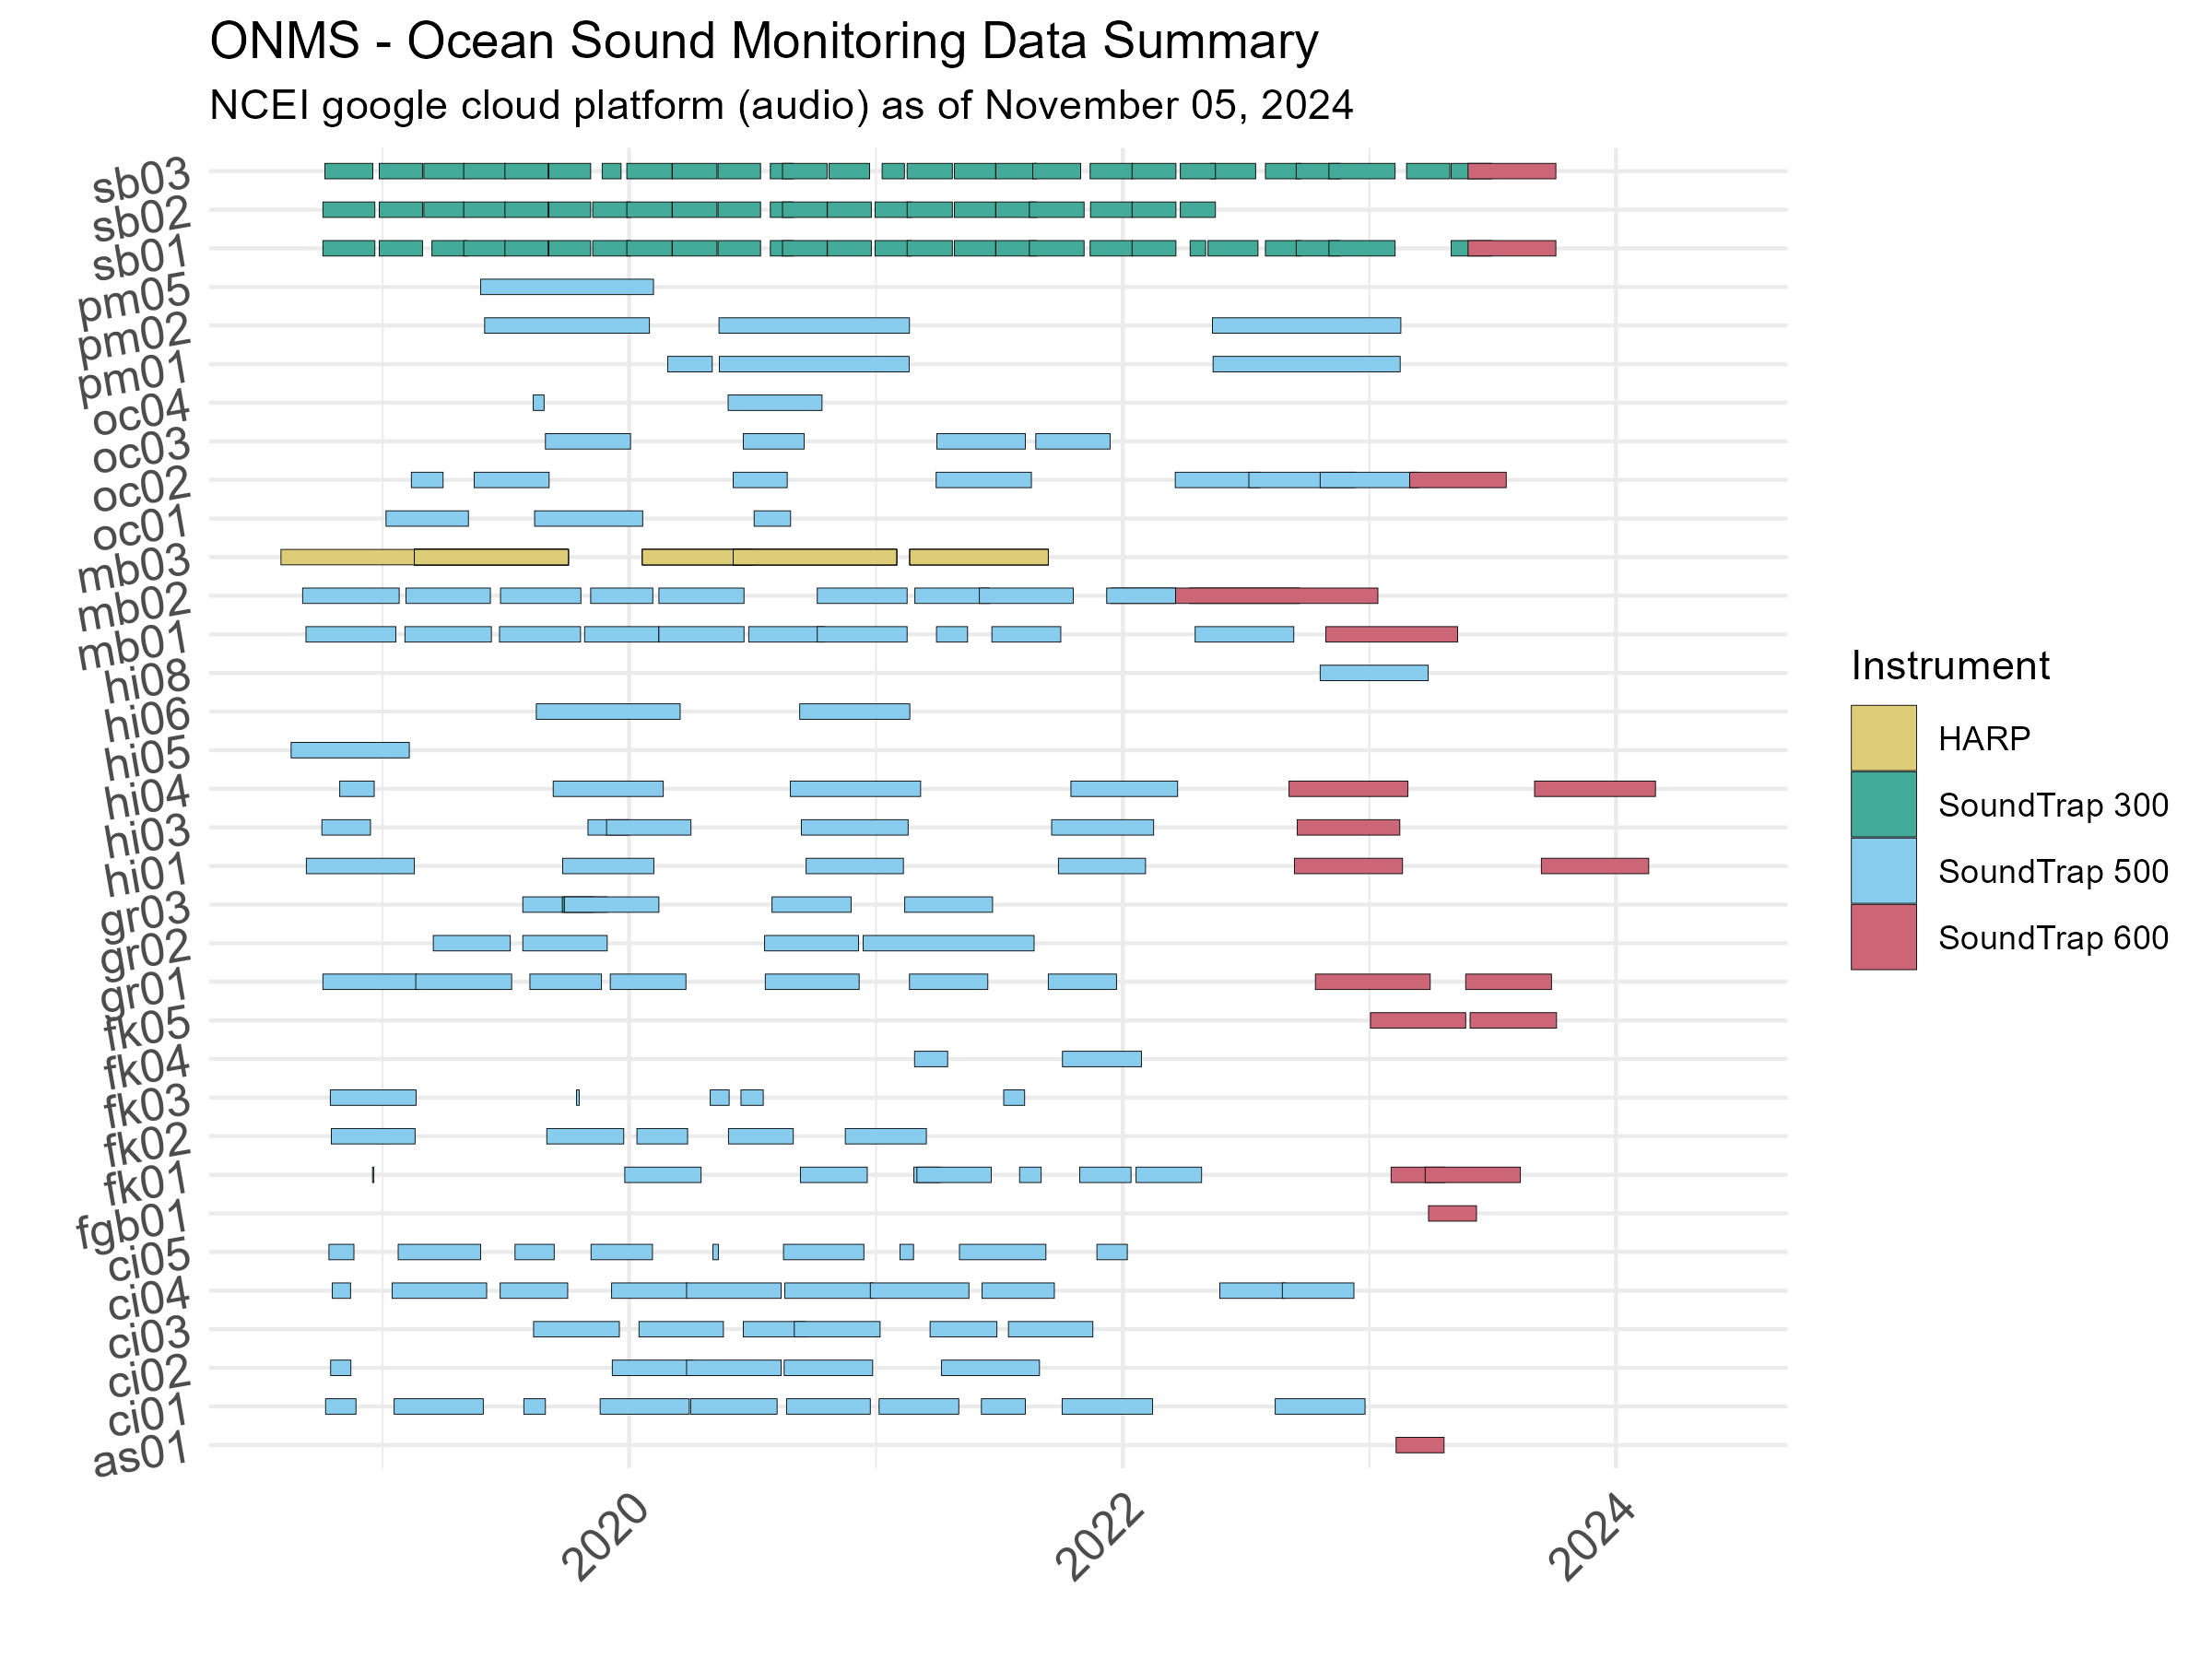 ONMS - Ocean Sound Monitoring Data Summary
NCEI google cloud platform (audio) as of November 05, 2024
sb03
sb02
sb01
pm05
pm02
pm01
oc04
oc03
oc02
oc01
mb03
mb02
mb01
hi08
hi06
hi05
hi04
hi03
hi01
gr03
gr02
gr01
fk05
fk04
fk03
fk02
fk01
fgb01
ci05
ci04
ci03
ci02
ci01
as01
2020
2022
2024
Instrument
HARP
SoundTrap 300
SoundTrap 500
SoundTrap 600